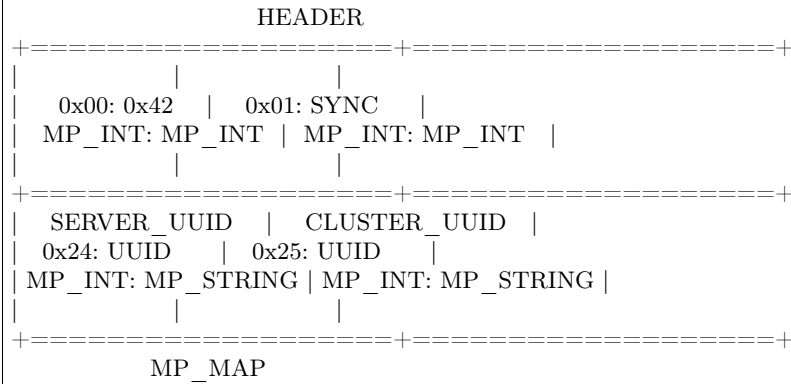 HEADER
+===================+===================+
| | |
| 0x00: 0x42 | 0x01: SYNC |
| MP_INT: MP_INT | MP_INT: MP_INT |
| | |
+===================+===================+
| SERVER_UUID | CLUSTER_UUID |
| 0x24: UUID | 0x25: UUID |
| MP_INT: MP_STRING | MP_INT: MP_STRING |
| | |
+===================+===================+
MP_MAP